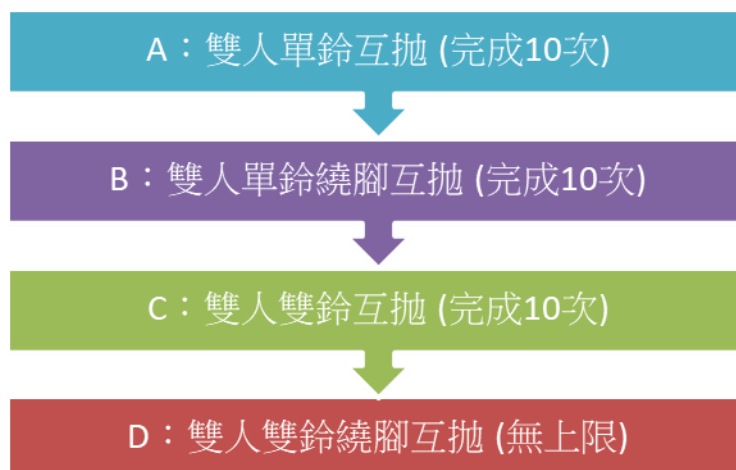 A：雙人單鈴互拋 (完成10次)
B：雙人單鈴繞腳互拋 (完成10次)
C：雙人雙鈴互拋 (完成10次)
D：雙人雙鈴繞腳互拋 (無上限)